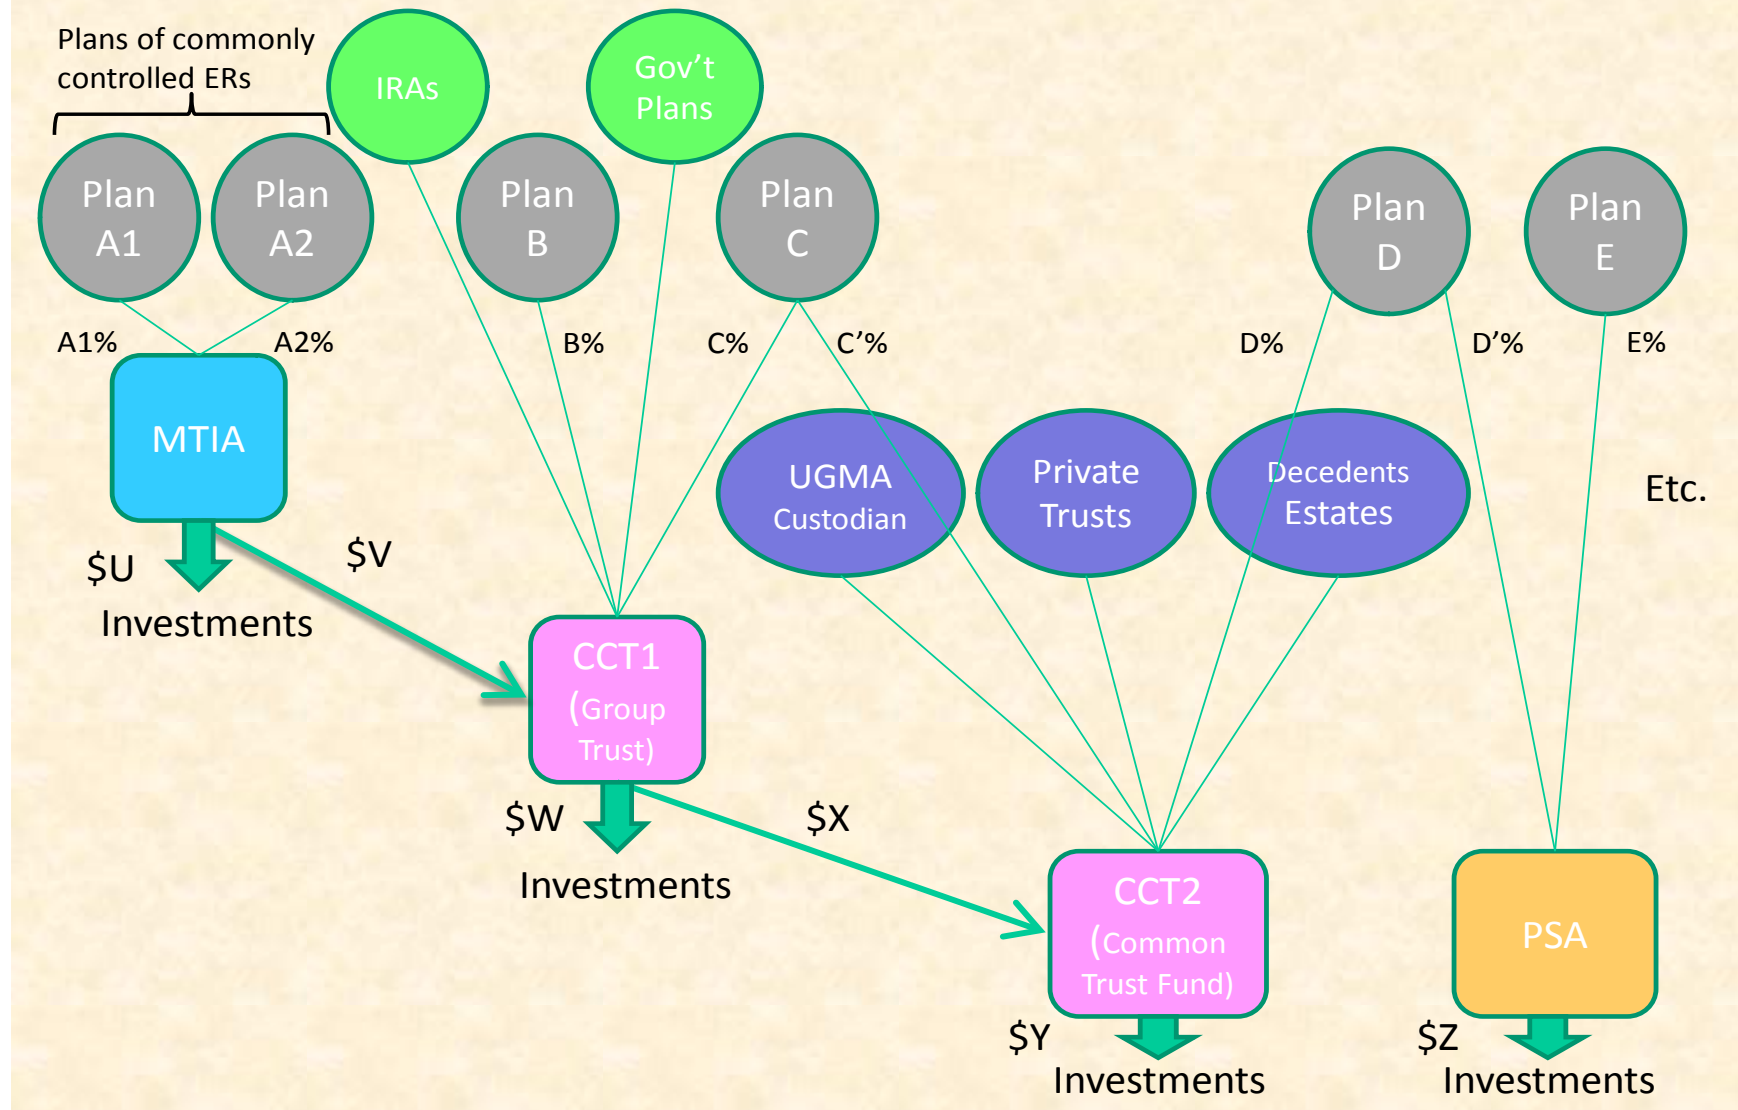 Plans of commonly
controlled ERs
IRAs
Gov’t
Plans
Plan
A1
Plan
A2
Plan
B
Plan
C
Plan
D
Plan
E
A1%
A2%
B%
C%
C’%
D%
D’%
E%
MTIA
UGMA
Custodian
Private
Trusts
Decedents
Estates
Etc.
$U
$V
Investments
CCT1
(Group
Trust)
$W
$X
Investments
CCT2
(Common
Trust Fund)
PSA
$Y
Investments
$Z
Investments